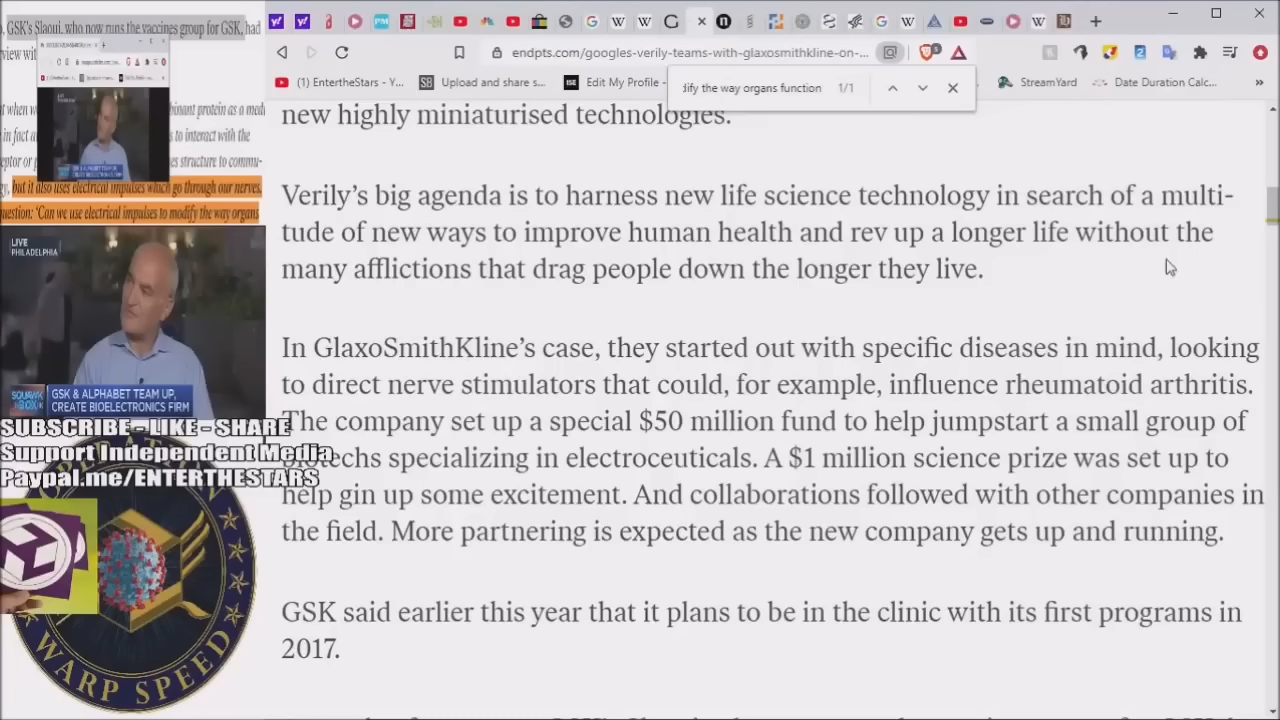 GSK's Slaoui, who now runs the vaccines group for GSK, had
view wi
t when w
binant protein as a med
in fact a
s to interact with the
eptor or p
es structure to commu-
y, but it also uses electrical impulses which go through our nerves.
question: 'Can we use electrical impulses to modify the way organs
LIVE
PHILADELPHIA
SQUAWK
BOX
GSK & ALPHABET TEAM UP,
CREATE BIOELECTRONICS FIRM
SUBSCRIBE - LIKE - SHARE
Support Independent Media
Paypal.me/ENTERTHESTARS
OPERATION
WARP SPEED
endpts.com/googles-verily-teams-with-glaxosmithkline-on-...
(1) EntertheStars - Y...
Upload and share s...
Edit My Profile -
StreamYard
Date Duration Calc...
»
dify the way organs function 1/1
new highly miniaturised technologies.
Verily's big agenda is to harness new life science technology in search of a multi-
tude of new ways to improve human health and rev up a longer life without the
many afflictions that drag people down the longer they live.
In GlaxoSmithKline's case, they started out with specific diseases in mind, looking
to direct nerve stimulators that could, for example, influence rheumatoid arthritis.
The company set up a special $50 million fund to help jumpstart a small group of
biotechs specializing in electroceuticals. A $1 million science prize was set up to
help gin up some excitement. And collaborations followed with other companies in
the field. More partnering is expected as the new company gets up and running.
GSK said earlier this year that it plans to be in the clinic with its first programs in
2017.